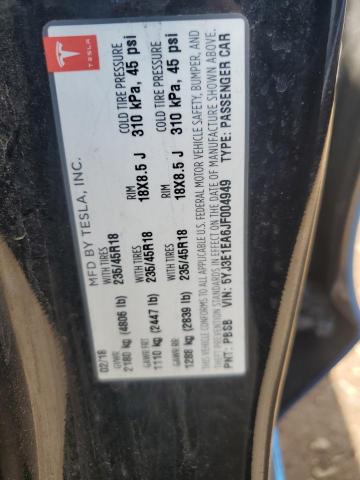 TESLA
MFD BY TESLA, INC.
02/18
GVWR WITH TIRES RIM COLD TIRE PRESSURE
2180 kg (4806 lb) 235/45R18 18X8.5 J 310 kPa, 45 psi
GAWR FRT WITH TIRES RIM COLD TIRE PRESSURE
1110 kg (2447 lb) 235/45R18 18X8.5 J 310 kPa, 45 psi
GAWR RR
1288 kg (2839 lb)
THIS VEHICLE CONFORMS TO ALL APPLICABLE U.S. FEDERAL MOTOR VEHICLE SAFETY, BUMPER, AND
THEFT PREVENTION STANDARDS IN EFFECT ON THE DATE OF MANUFACTURE SHOWN ABOVE.
PNT: PBSB VIN: 5YJ3E1EA6JF004949 TYPE: PASSENGER CAR